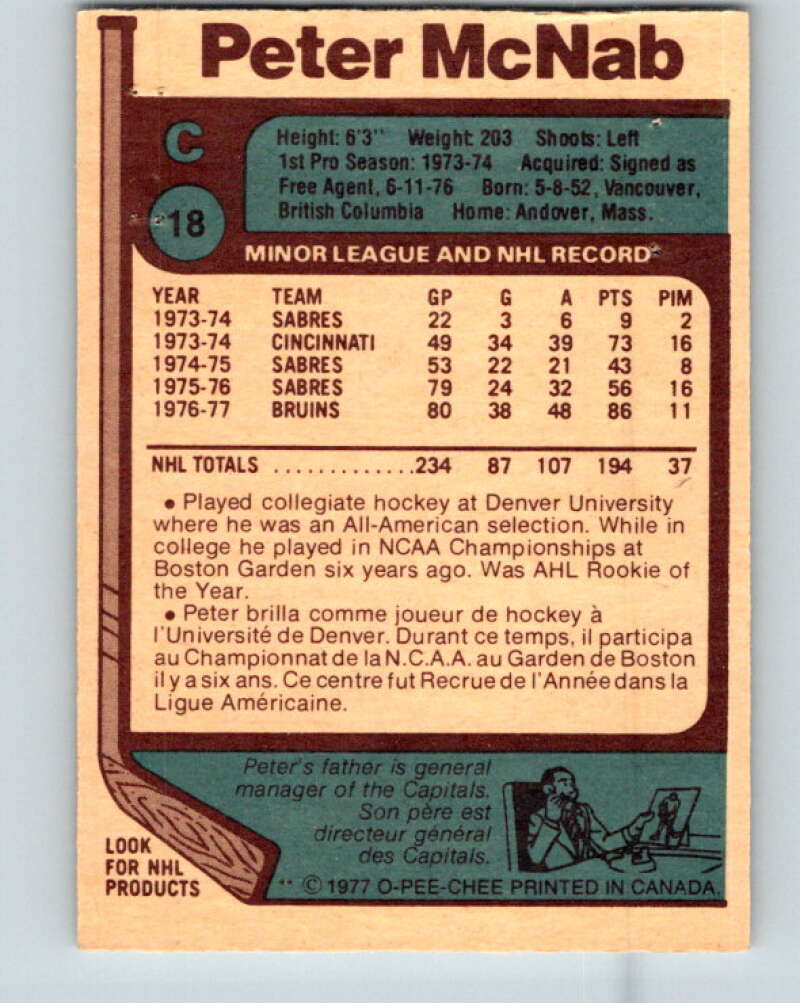 Peter McNab
C
18
Height: 6'3" Weight: 203 Shoots: Left
1st Pro Season: 1973-74 Acquired: Signed as
Free Agent, 6-11-76 Born: 5-8-52, Vancouver,
British Columbia Home: Andover, Mass.
MINOR LEAGUE AND NHL RECORD
YEAR TEAM GP G A PTS PIM
1973-74 SABRES 22 3 6 9 2
1973-74 CINCINNATI 49 34 39 73 16
1974-75 SABRES 53 22 21 43 8
1975-76 SABRES 79 24 32 56 16
1976-77 BRUINS 80 38 48 86 11
NHL TOTALS .............234 87 107 194 37
• Played collegiate hockey at Denver University
where he was an All-American selection. While in
college he played in NCAA Championships at
Boston Garden six years ago. Was AHL Rookie of
the Year.
• Peter brilla comme joueur de hockey à
l'Université de Denver. Durant ce temps, il participa
au Championnat de la N.C.A.A. au Garden de Boston
il y a six ans. Ce centre fut Recrue de l'Année dans la
Ligue Américaine.
Peter's father is general
manager of the Capitals.
Son père est
directeur général
des Capitals.
LOOK
FOR NHL
PRODUCTS
** © 1977 O-PEE-CHEE PRINTED IN CANADA.